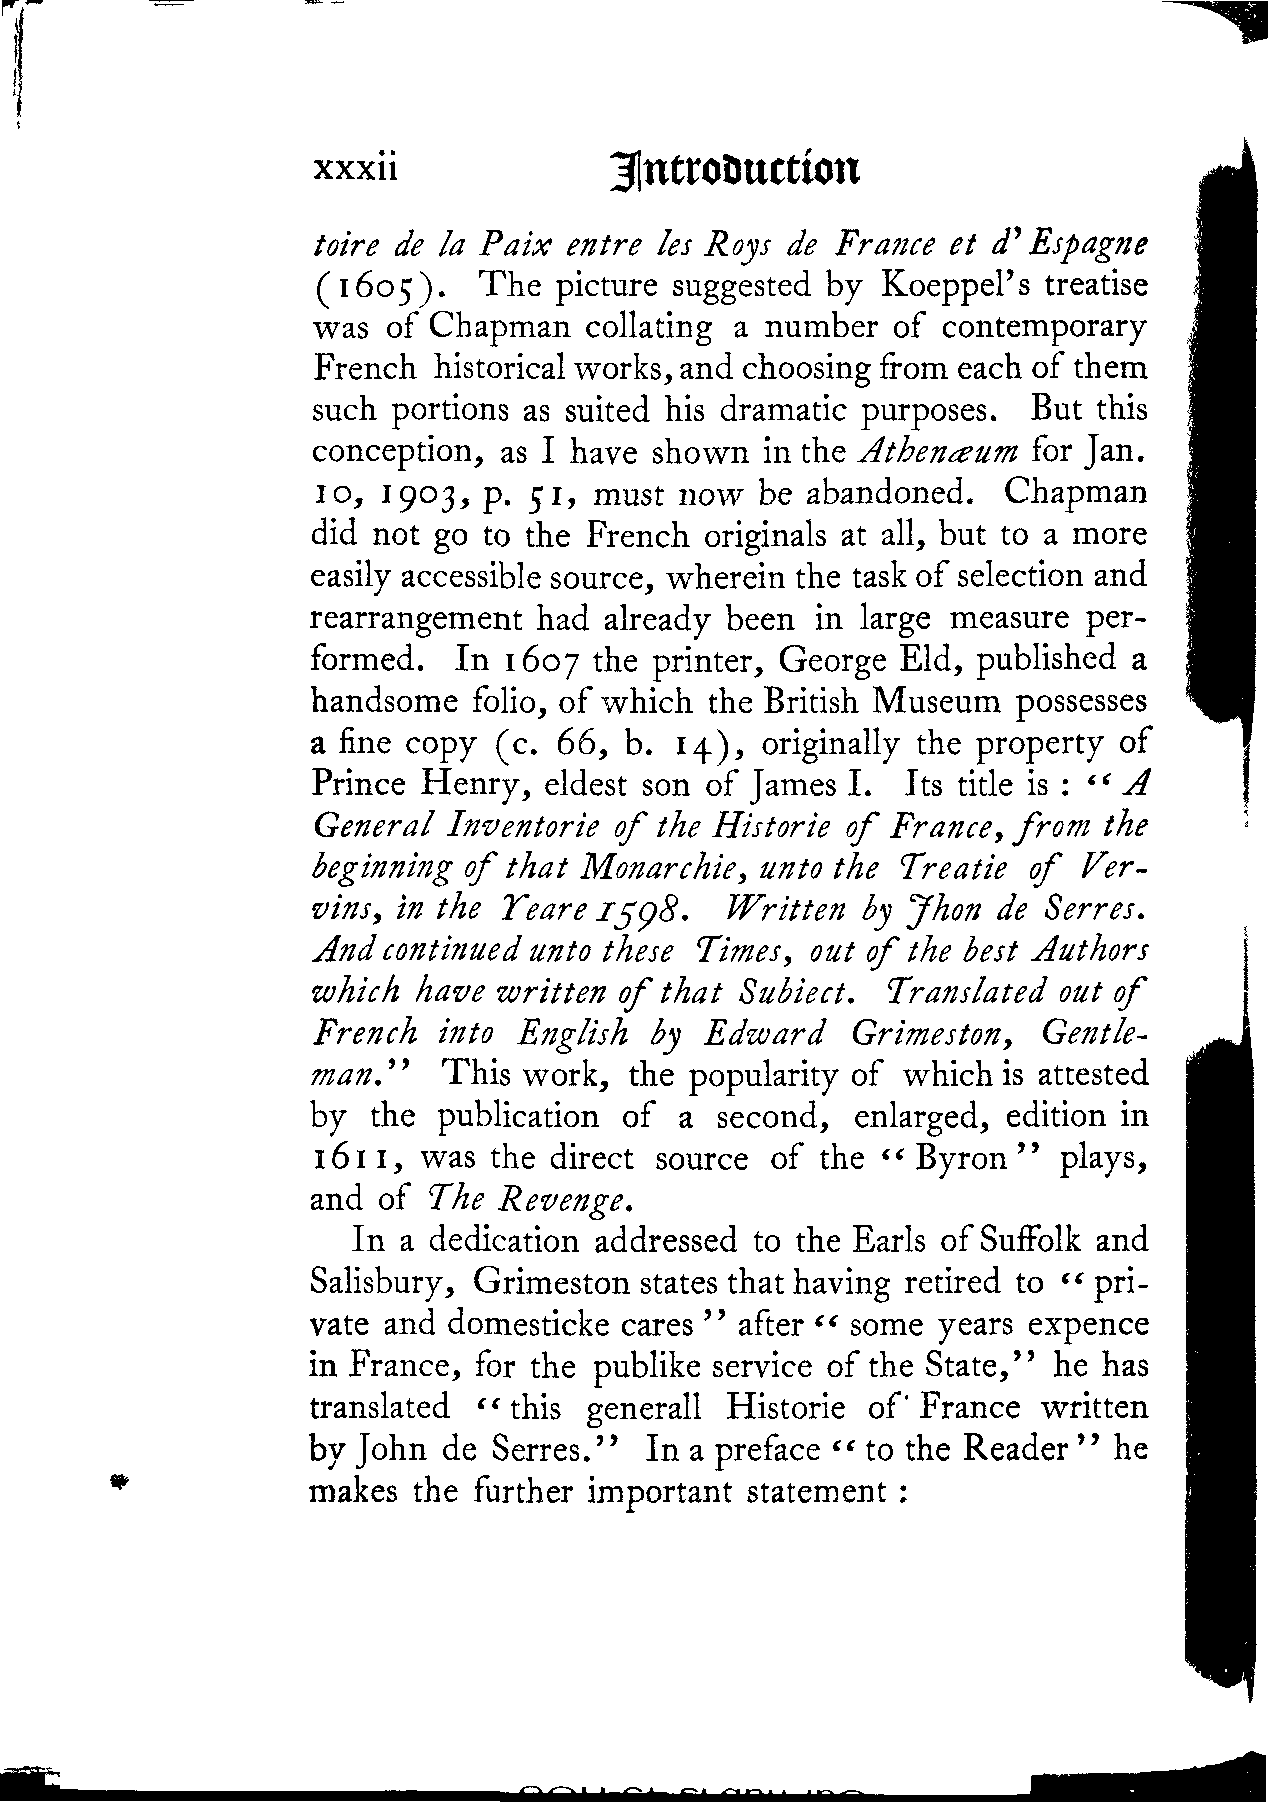 xxxii Introduction
toire de la Paix entre les Roys de France et d' Espagne
(1605). The picture suggested by Koeppel's treatise
was of Chapman collating a number of contemporary
French historical works, and choosing from each of them
such portions as suited his dramatic purposes. But this
conception, as I have shown in the Athenæum for Jan.
10, 1903, p. 51, must now be abandoned. Chapman
did not go to the French originals at all, but to a more
easily accessible source, wherein the task of selection and
rearrangement had already been in large measure per-
formed. In 1607 the printer, George Eld, published a
handsome folio, of which the British Museum possesses
a fine copy (c. 66, b. 14), originally the property of
Prince Henry, eldest son of James I. Its title is : " A
General Inventorie of the Historie of France, from the
beginning of that Monarchie, unto the Treatie of Ver-
vins, in the Yeare 1598. Written by Jhon de Serres.
And continued unto these Times, out of the best Authors
which have written of that Subiect. Translated out of
French into English by Edward Grimeston, Gentle-
man." This work, the popularity of which is attested
by the publication of a second, enlarged, edition in
1611, was the direct source of the " Byron " plays,
and of The Revenge.
In a dedication addressed to the Earls of Suffolk and
Salisbury, Grimeston states that having retired to " pri-
vate and domesticke cares " after " some years expence
in France, for the publike service of the State," he has
translated " this generall Historie of France written
by John de Serres." In a preface " to the Reader " he
makes the further important statement :